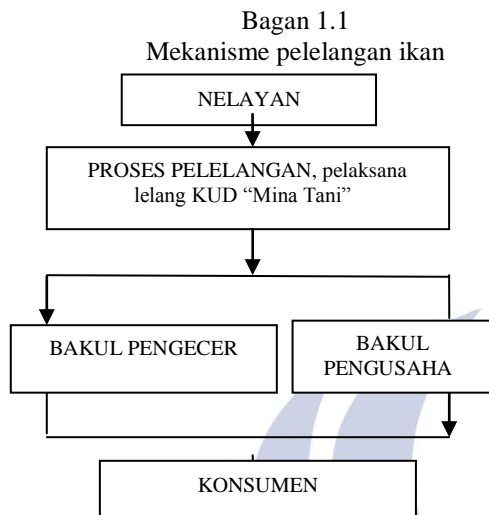 Bagan 1.1
Mekanisme pelelangan ikan
NELAYAN
PROSES PELELANGAN, pelaksana
lelang KUD “Mina Tani”
BAKUL PENGECER
BAKUL
PENGUSAHA
KONSUMEN